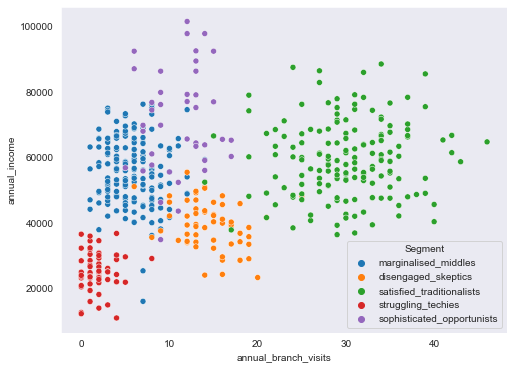 100000
80000
60000
40000
20000
annual_income
0
10
20
30
40
annual_branch_visits
Segment
marginalised_middles
disengaged_skeptics
satisfied_traditionalists
struggling_techies
sophisticated_opportunists